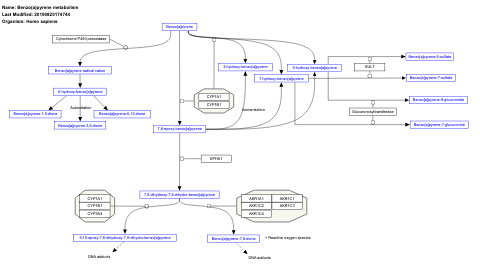 Name: Benzo[a]pyrene metabolism
Last Modified: 20190920174744
Organism: Homo sapiens
Benzo[a]pyrene
Cytochrome P450 peroxidase
Benzo[a]pyrene radical cation
3-hydroxy-benzo[a]pyrene
9-hydroxy-benzo[a]pyrene
7-hydroxy-benzo[a]pyrene
Benzo[a]pyrene-9-sulfate
SULT
Benzo[a]pyrene-7-sulfate
6-hydroxy-benzo[a]pyrene
CYP1A1
CYP1B1
Benzo[a]pyrene-9-glucuronide
Autooxidation
Isomerisation
Glucuronosyltransferase
Benzo[a]pyrene-1,6-dione
Benzo[a]pyrene-6,12-dione
Benzo[a]pyrene-3,6-dione
Benzo[a]pyrene-7-glucuronide
7,8-epoxy-benzo[a]pyrene
EPHX1
7,8-dihydroxy-7,8-dihydro-benzo[a]pyrene
CYP1A1
CYP1B1
CYP3A4
AKR1A1
AKR1C1
AKR1C2
AKR1C3
AKR1C4
9,10-epoxy-7,8-dihydroxy-7,8-dihydro-benzo[a]pyrene
Benzo[a]pyrene-7,8-dione
+ Reactive oxygen species
DNA adducts
DNA adducts